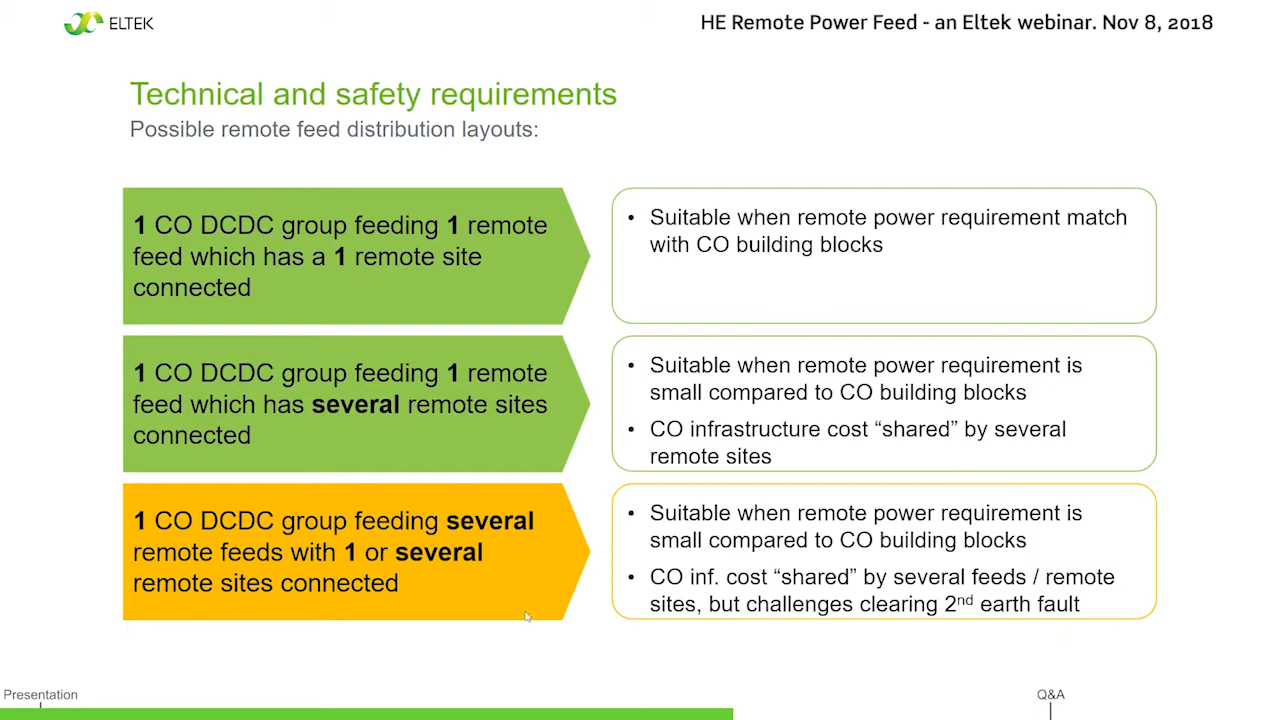 ELTEK
HE Remote Power Feed - an Eltek webinar. Nov 8, 2018
Technical and safety requirements
Possible remote feed distribution layouts:
1 CO DCDC group feeding 1 remote
feed which has a 1 remote site
connected
• Suitable when remote power requirement match
with CO building blocks
1 CO DCDC group feeding 1 remote
feed which has several remote sites
connected
• Suitable when remote power requirement is
small compared to CO building blocks
• CO infrastructure cost “shared” by several
remote sites
1 CO DCDC group feeding several
remote feeds with 1 or several
remote sites connected
• Suitable when remote power requirement is
small compared to CO building blocks
• CO inf. cost “shared” by several feeds / remote
sites, but challenges clearing 2nd earth fault
Presentation
Q&A